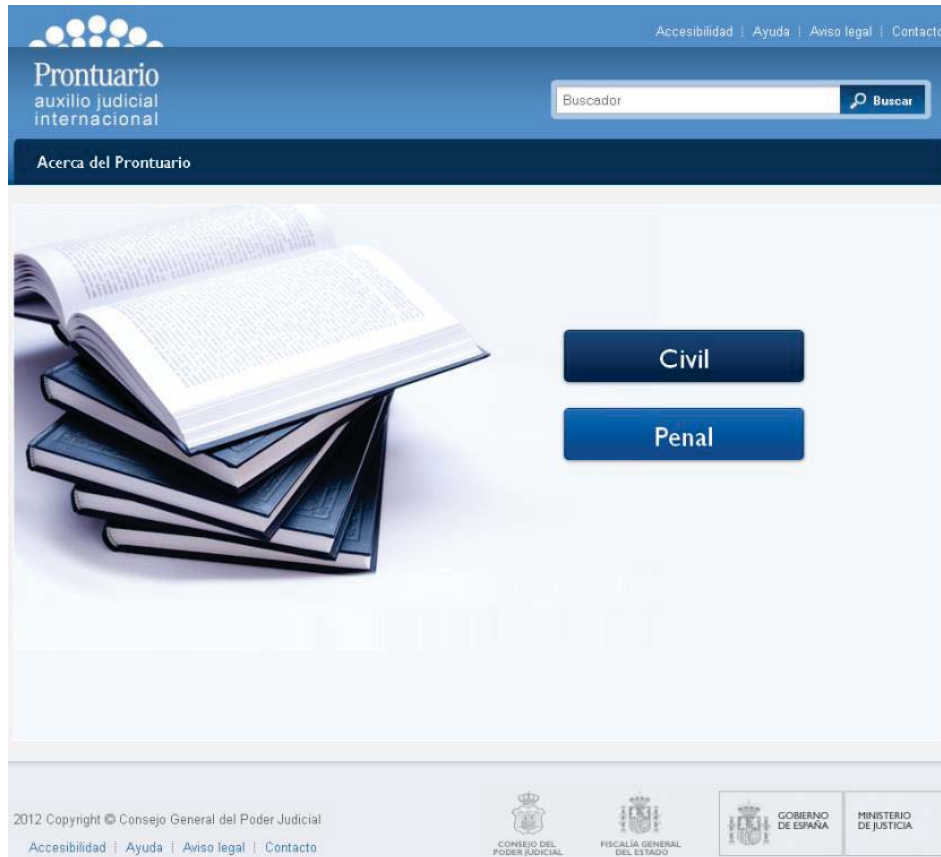 Accesibilidad | Ayuda | Aviso legal | Contacto
Prontuario
auxilio judicial
internacional
Buscador
Buscar
Acerca del Prontuario
Civil
Penal
2012 Copyright © Consejo General del Poder Judicial
Accesibilidad | Ayuda | Aviso legal | Contacto
CONSEJO DEL
PODER JUDICIAL
FISCALÍA GENERAL
DEL ESTADO
GOBIERNO
DE ESPAÑA
MINISTERIO
DE JUSTICIA